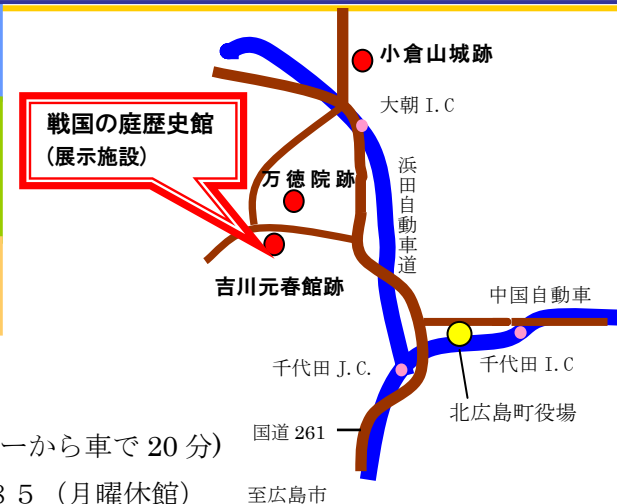 小倉山城跡
大朝 I.C
戦国の庭歴史館
(展示施設)
万徳院跡
浜田自動車道
吉川元春館跡
中国自動車
千代田 J.C.
千代田 I.C
北広島町役場
国道 261
ーから車で 20 分)
８５（月曜休館）
至広島市